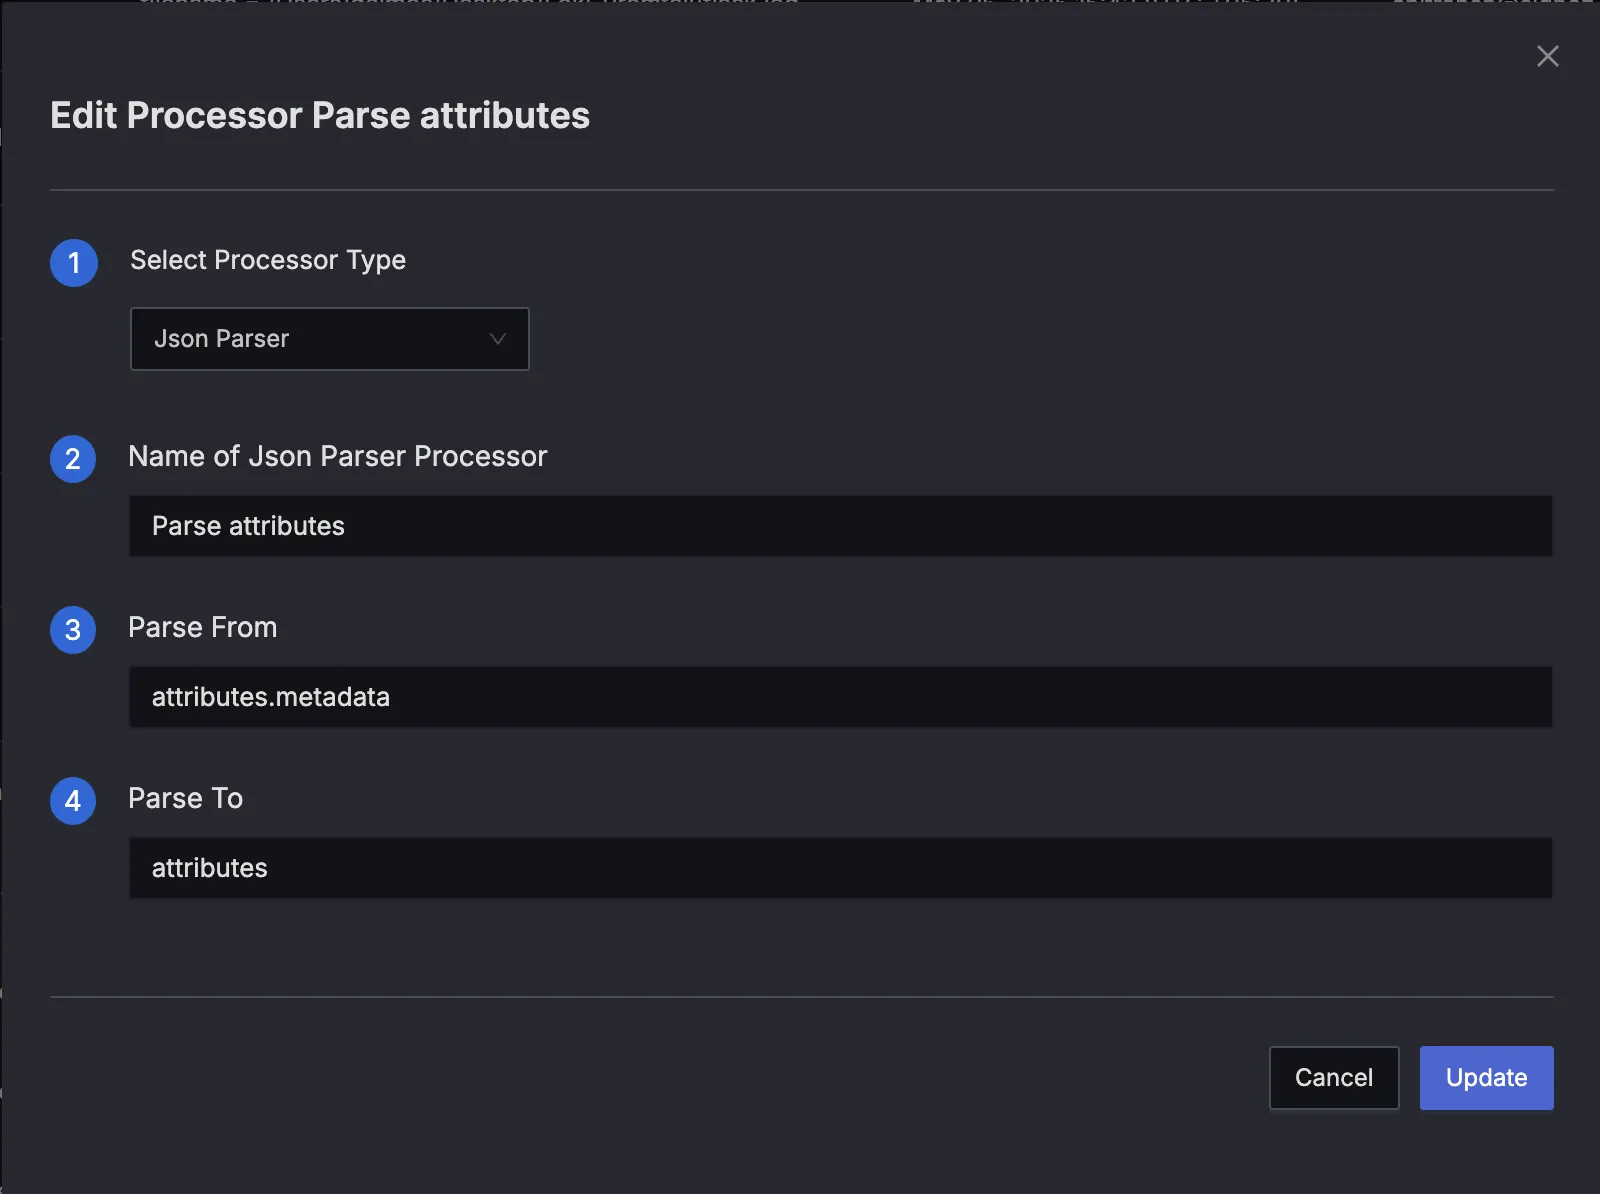 Edit Processor Parse attributes
1 Select Processor Type
Json Parser
2 Name of Json Parser Processor
Parse attributes
3 Parse From
attributes.metadata
4 Parse To
attributes
Cancel Update